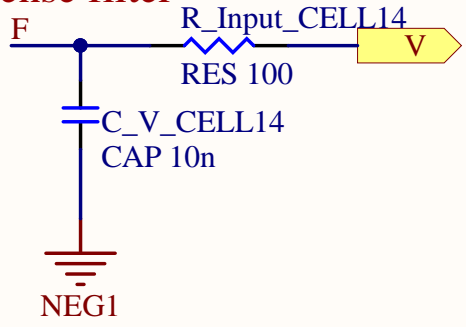 R_Input_CELL14
F
V
RES 100
C_V_CELL14
CAP 10n
NEG1